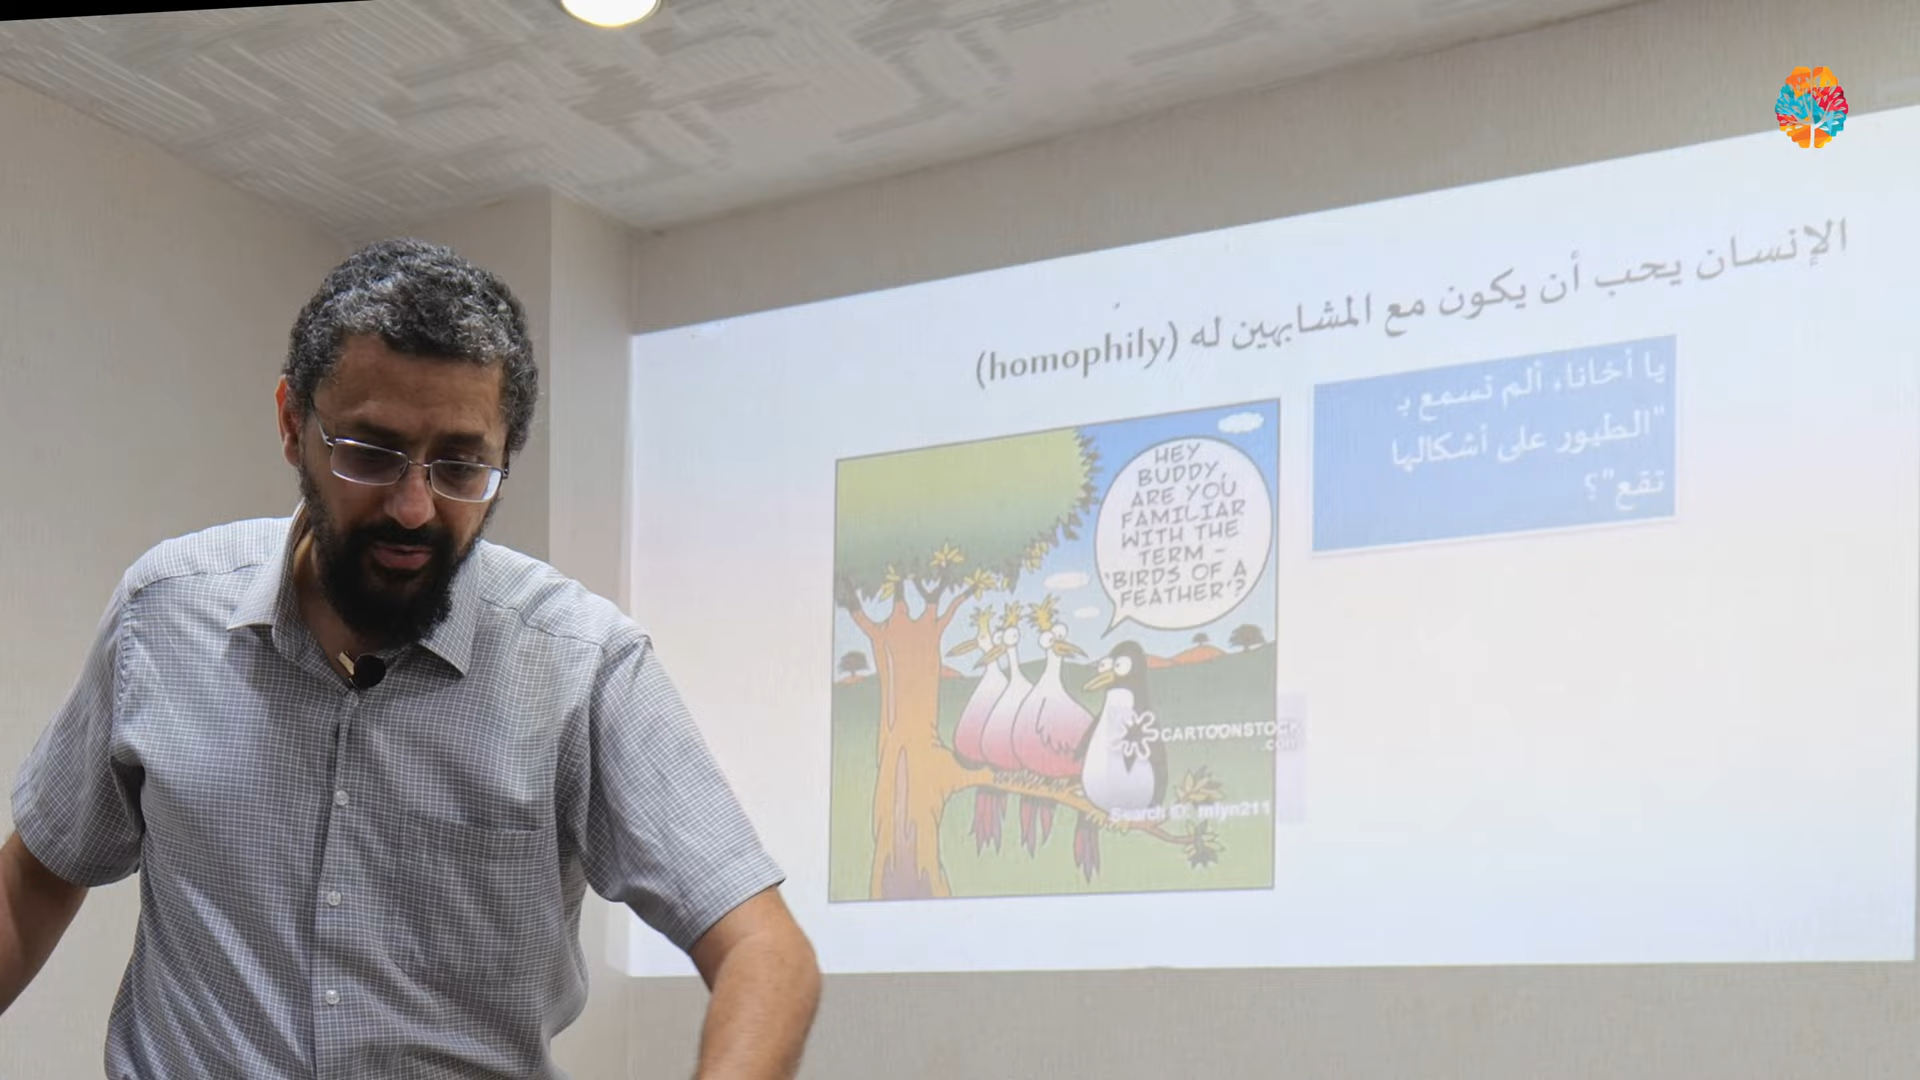 الإنسان يحب أن يكون مع المشابهين له (homophily)
يا أخانا، ألم تسمع بـ
"الطيور على أشكالها
تقع"؟
HEY
BUDDY,
ARE YOU
FAMILIAR
WITH THE
TERM –
'BIRDS OF A
FEATHER'?
CARTOONSTOCK
.com
Search ID: mlyn211